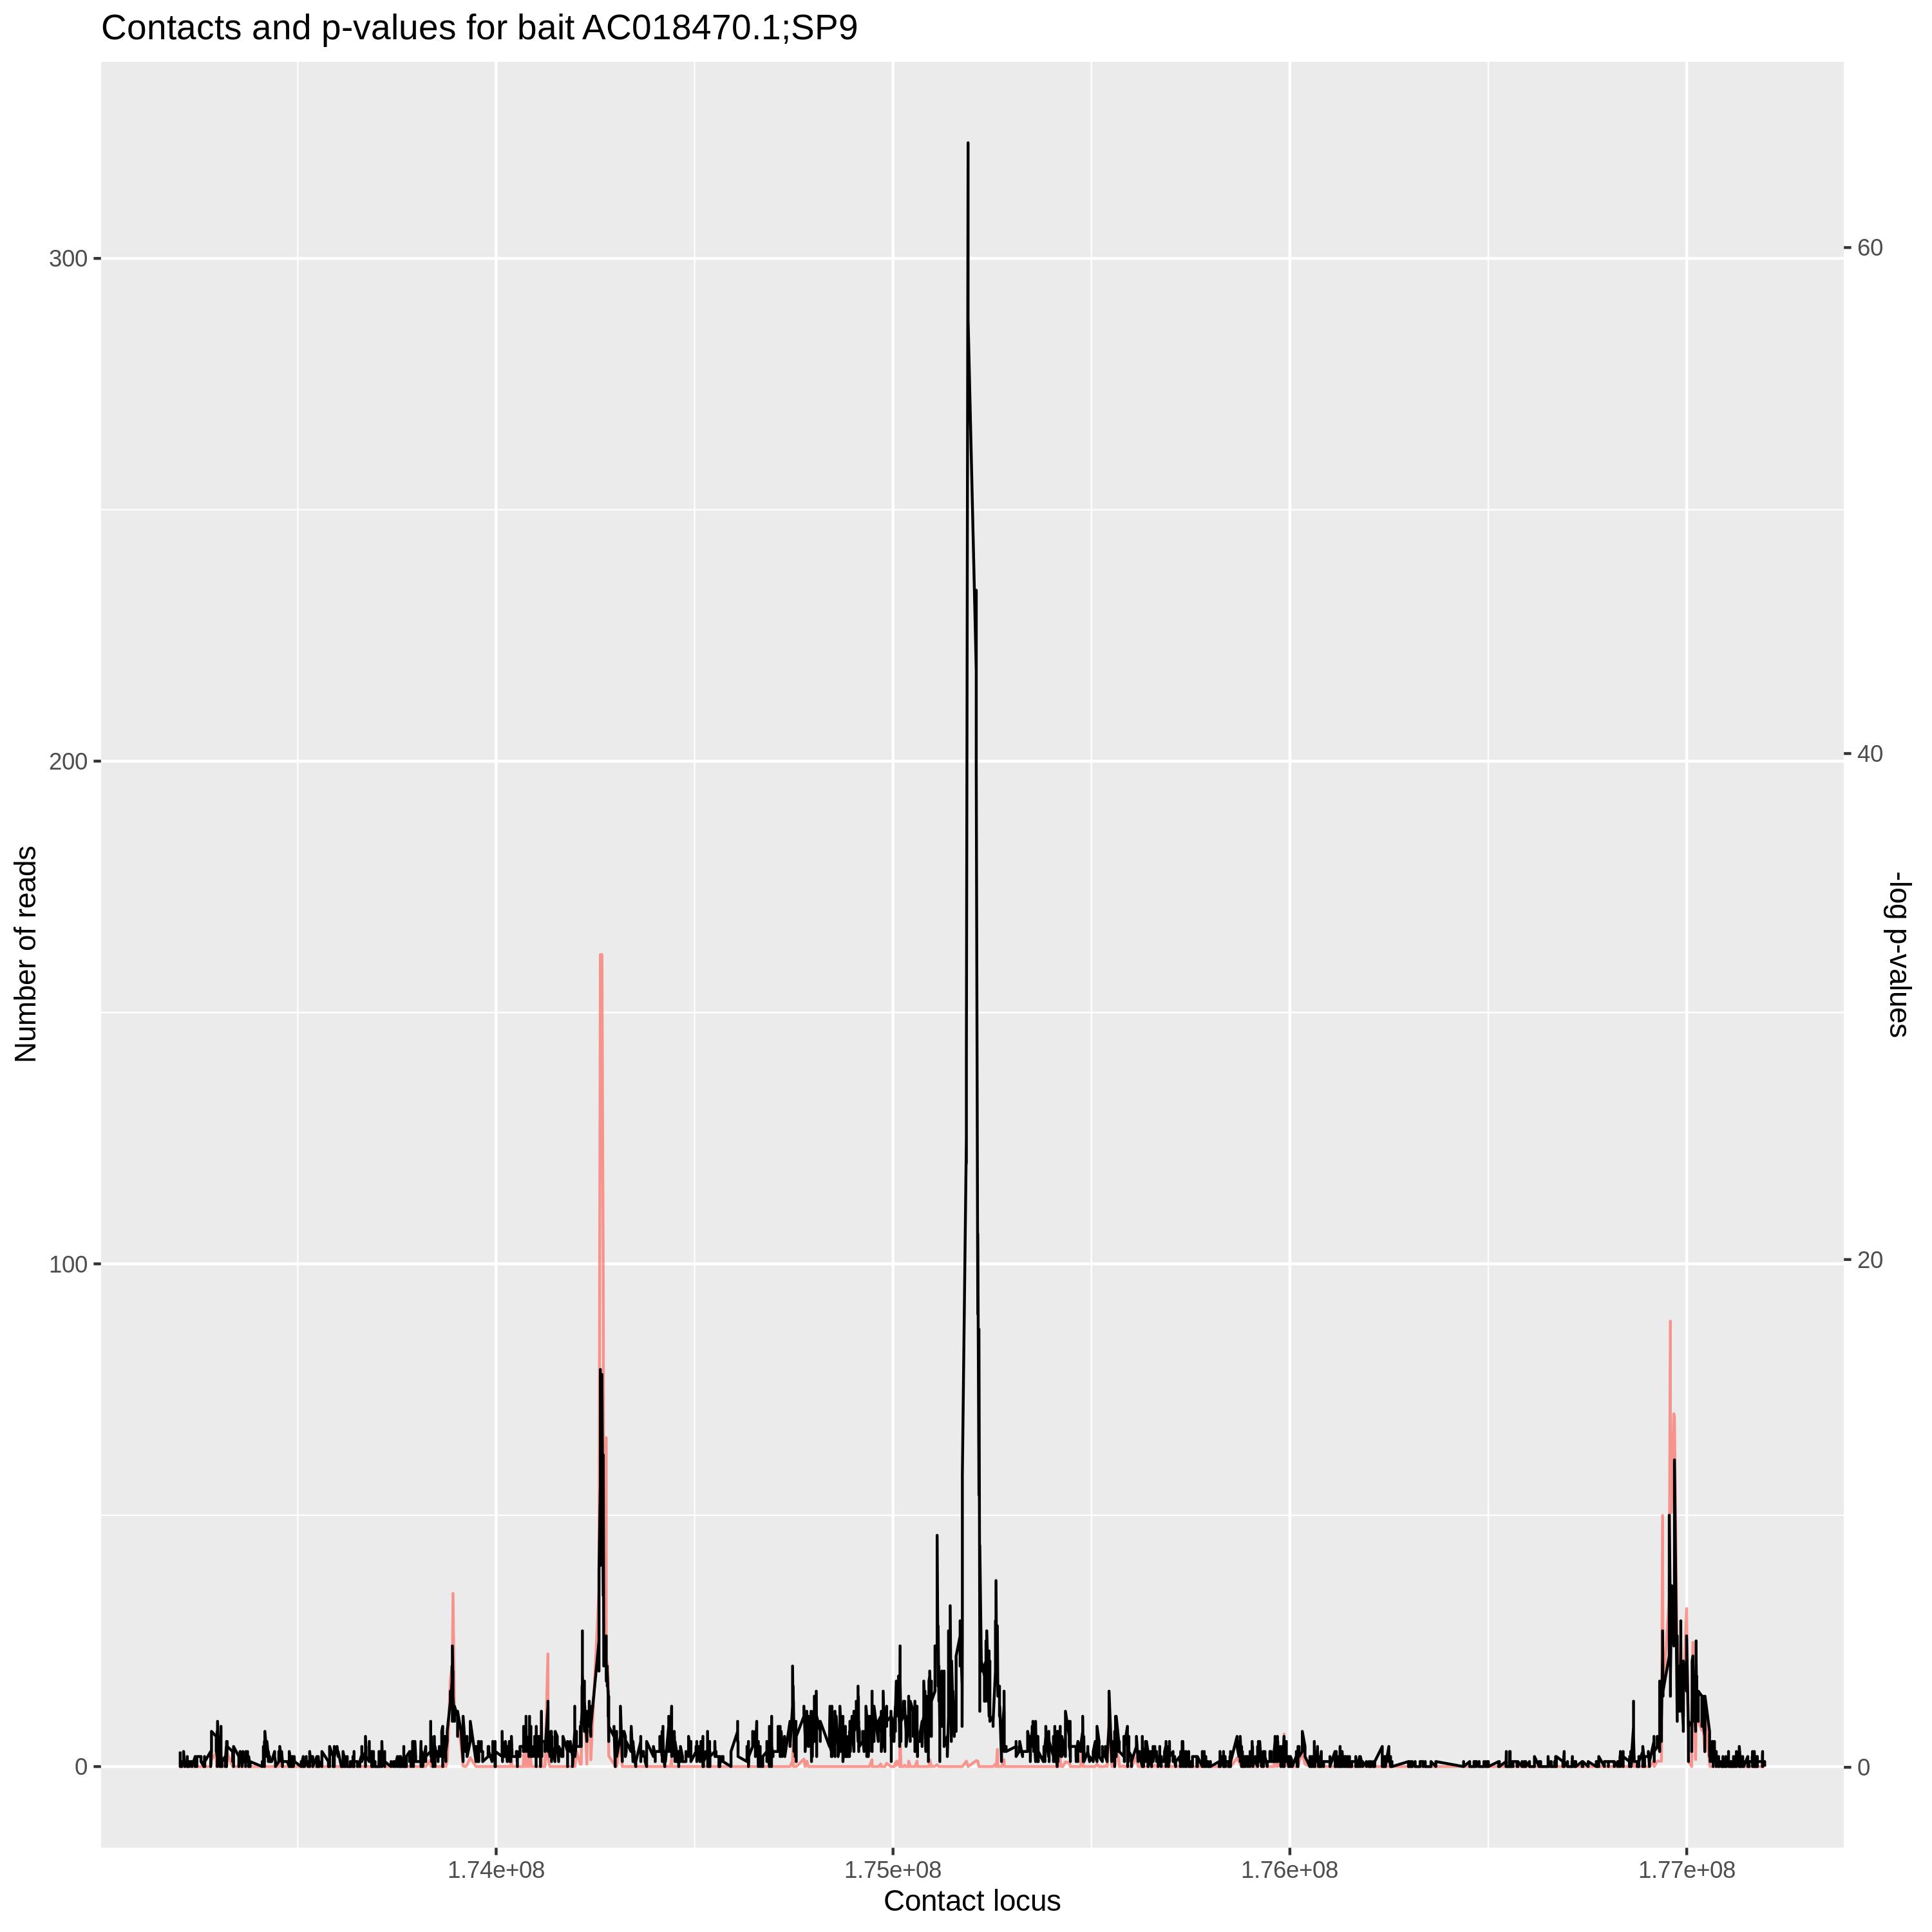 Contacts and p-values for bait AC018470.1;SP9
300
200
100
0
Number of reads
60
40
20
0
-log p-values
1.74e+08
1.75e+08
1.76e+08
1.77e+08
Contact locus